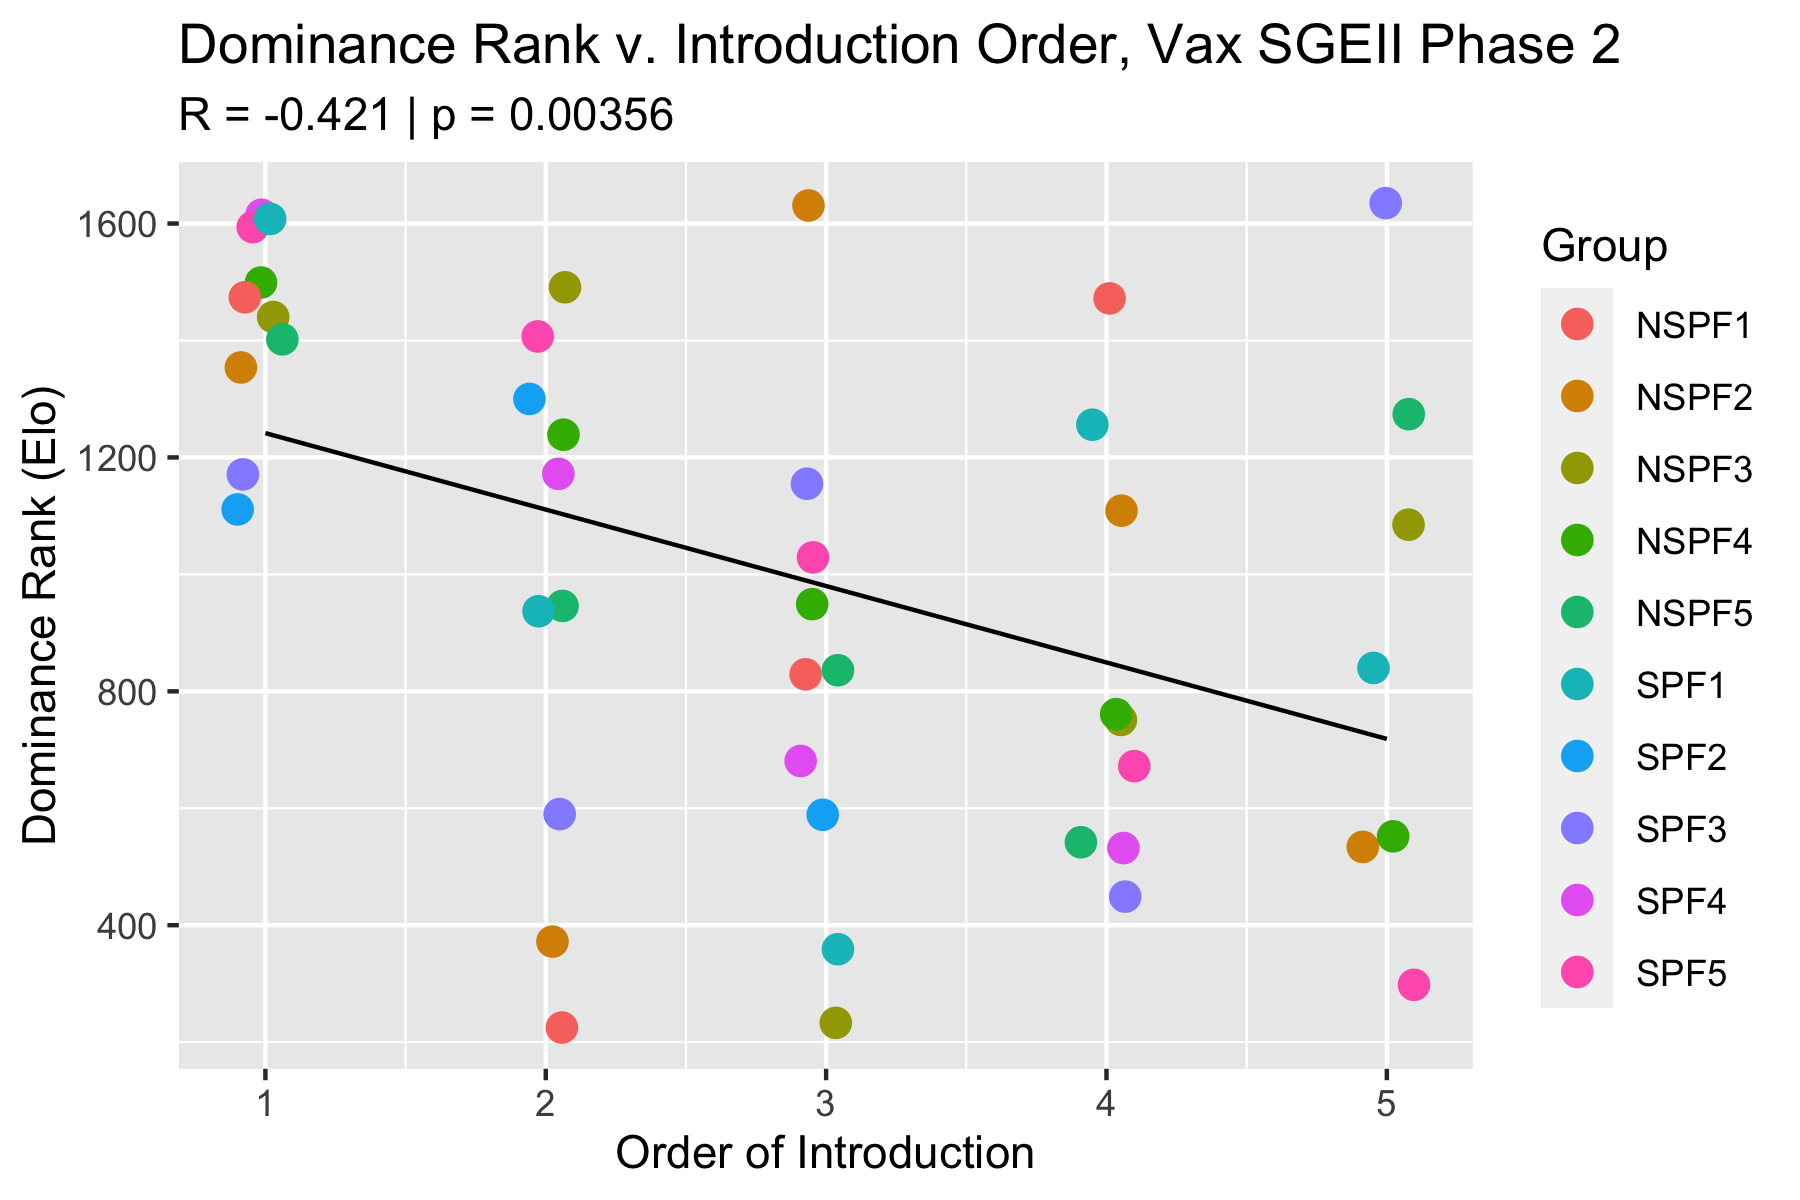 Dominance Rank v. Introduction Order, Vax SGEII Phase 2
R = -0.421 | p = 0.00356
Dominance Rank (Elo)
1600
1200
800
400
1 2 3 4 5
Order of Introduction
Group
NSPF1
NSPF2
NSPF3
NSPF4
NSPF5
SPF1
SPF2
SPF3
SPF4
SPF5